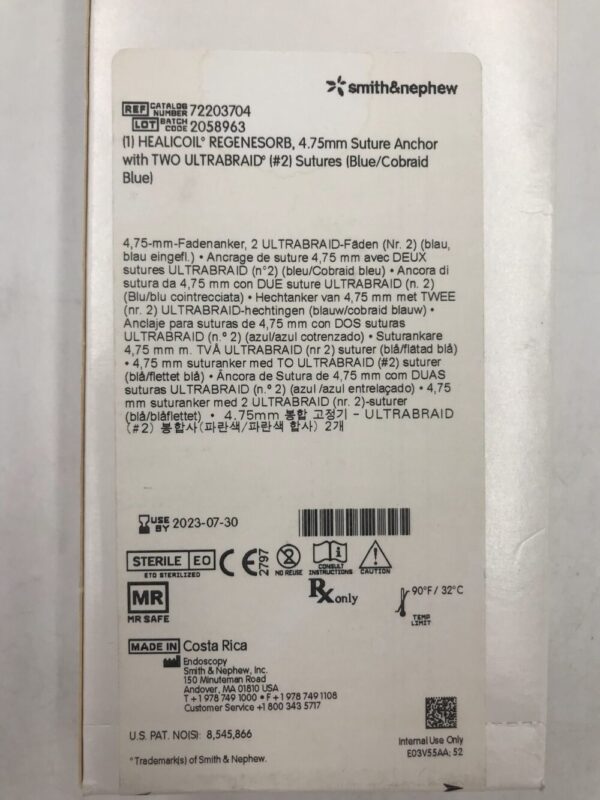 smith&nephew
REF CATALOG NUMBER 72203704
LOT BATCH CODE 2058963
(1) HEALICOIL® REGENESORB, 4.75mm Suture Anchor
with TWO ULTRABRAID® (#2) Sutures (Blue/Cobraid
Blue)
4,75-mm-Fadenanker, 2 ULTRABRAID-Fäden (Nr. 2) (blau,
blau eingefl.) • Ancrage de suture 4,75 mm avec DEUX
sutures ULTRABRAID (n°2) (bleu/Cobraid bleu) • Ancora di
sutura da 4,75 mm con DUE suture ULTRABRAID (n. 2)
(Blu/blu cointrecciata) • Hechtanker van 4,75 mm met TWEE
(nr. 2) ULTRABRAID-hechtingen (blauw/cobraid blauw) •
Anclaje para suturas de 4,75 mm con DOS suturas
ULTRABRAID (n.º 2) (azul/azul cotrenzado) • Suturankare
4,75 mm m. TVÅ ULTRABRAID (nr 2) suturer (blå/flätad blå)
• 4,75 mm suturanker med TO ULTRABRAID (#2) suturer
(blå/flettet blå) • Âncora de Sutura de 4,75 mm com DUAS
suturas ULTRABRAID (n.º 2) (azul /azul entrelaçado) • 4,75
mm suturanker med 2 ULTRABRAID (nr. 2)-suturer
(blå/blåflettet) • 4.75mm 봉합 고정기 - ULTRABRAID
(#2) 봉합사(파란색/파란색 합사) 2개
USE BY 2023-07-30
STERILE EO
ETO STERILIZED
CE 2797
NO REUSE
CONSULT INSTRUCTIONS
CAUTION
MR
MR SAFE
Rx only
90°F / 32°C
TEMP LIMIT
MADE IN Costa Rica
Endoscopy
Smith & Nephew, Inc.
150 Minuteman Road
Andover, MA 01810 USA
T +1 978 749 1000 • F +1 978 749 1108
Customer Service +1 800 343 5717
U.S. PAT. NO(S): 8,545,866
Internal Use Only
E03V55AA; 52
°Trademark(s) of Smith & Nephew.